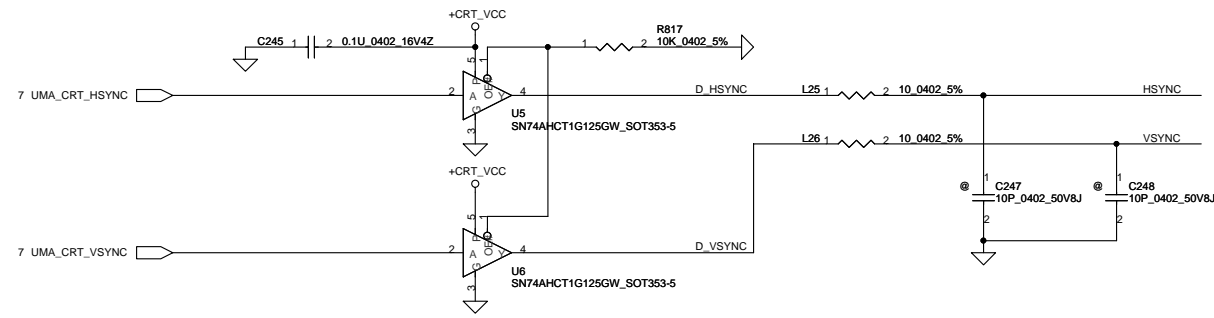 +CRT_VCC
C245 1 2 0.1U_0402_16V4Z
R817
1 2 10K_0402_5%
5 1
P OE#
7 UMA_CRT_HSYNC 2 A Y 4 D_HSYNC L25 1 2 10_0402_5% HSYNC
G
3
U5
SN74AHCT1G125GW_SOT353-5
L26 1 2 10_0402_5% VSYNC
+CRT_VCC
@ 1 C247
10P_0402_50V8J
2
@ 1 C248
10P_0402_50V8J
2
5 1
P OE#
7 UMA_CRT_VSYNC 2 A Y 4 D_VSYNC
G
3
U6
SN74AHCT1G125GW_SOT353-5